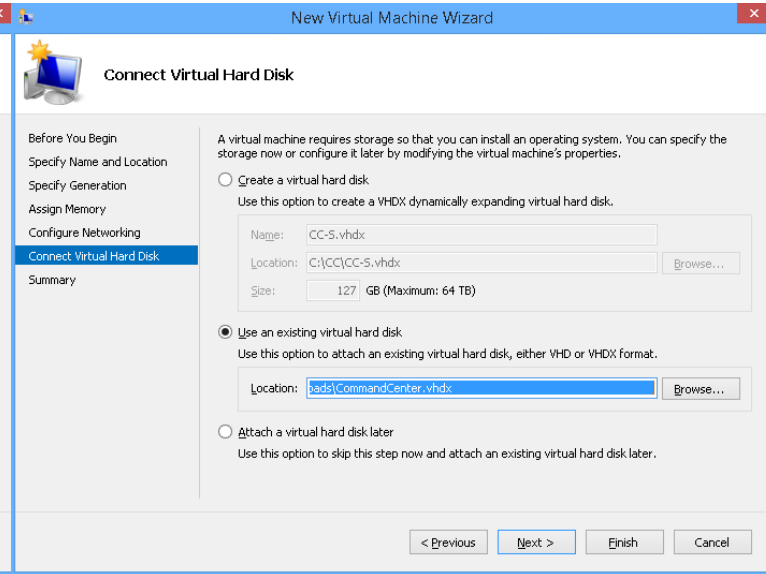 New Virtual Machine Wizard
Connect Virtual Hard Disk
Before You Begin
Specify Name and Location
Specify Generation
Assign Memory
Configure Networking
Connect Virtual Hard Disk
Summary
A virtual machine requires storage so that you can install an operating system. You can specify the
storage now or configure it later by modifying the virtual machine's properties.
Create a virtual hard disk
Use this option to create a VHDX dynamically expanding virtual hard disk.
Name: CC-S.vhdx
Location: C:\CC\CC-S.vhdx Browse...
Size: 127 GB (Maximum: 64 TB)
Use an existing virtual hard disk
Use this option to attach an existing virtual hard disk, either VHD or VHDX format.
Location: oads\CommandCenter.vhdx Browse...
Attach a virtual hard disk later
Use this option to skip this step now and attach an existing virtual hard disk later.
< Previous Next > Finish Cancel